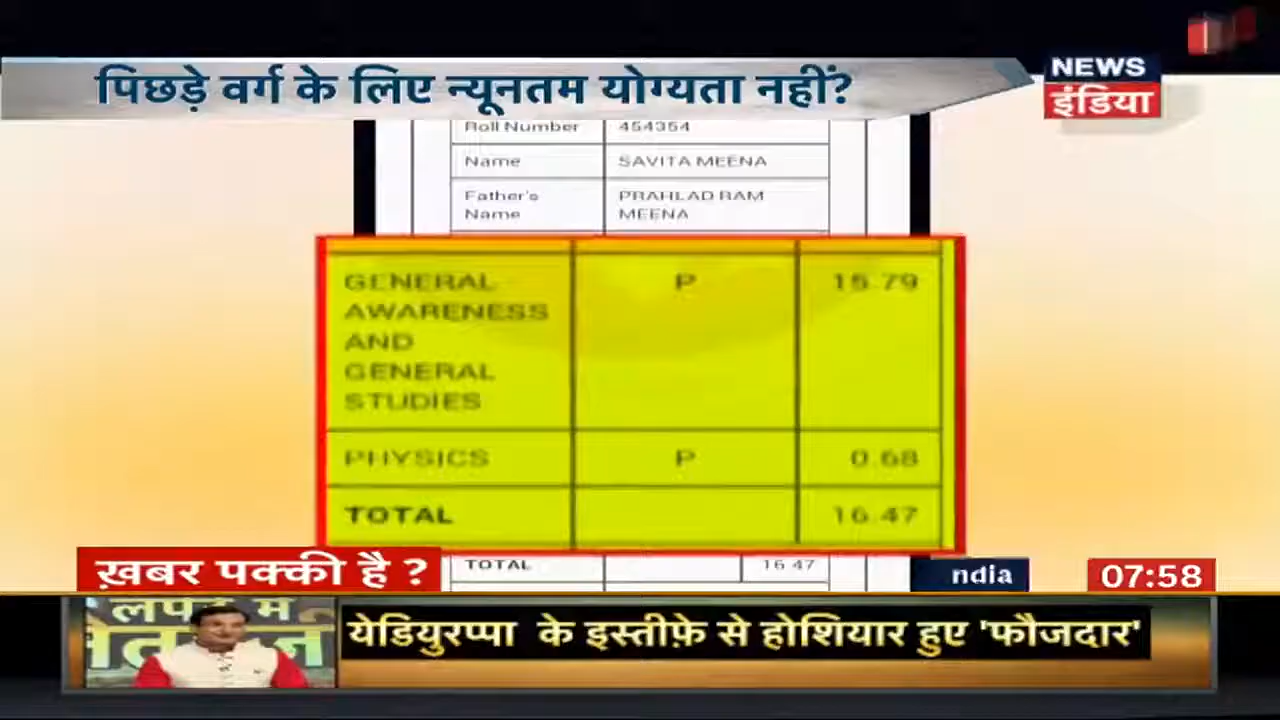 पिछड़े वर्ग के लिए न्यूनतम योग्यता नहीं?
NEWS
इंडिया
Roll Number 454354
Name SAVITA MEENA
Father's PRAHLAD RAM
Name MEENA
GENERAL P 15.79
AWARENESS
AND
GENERAL
STUDIES
PHYSICS P 0.68
TOTAL 16.47
TOTAL 16 47
ख़बर पक्की है ?
ndia
07:58
येडियुरप्पा के इस्तीफ़े से होशियार हुए 'फौजदार'